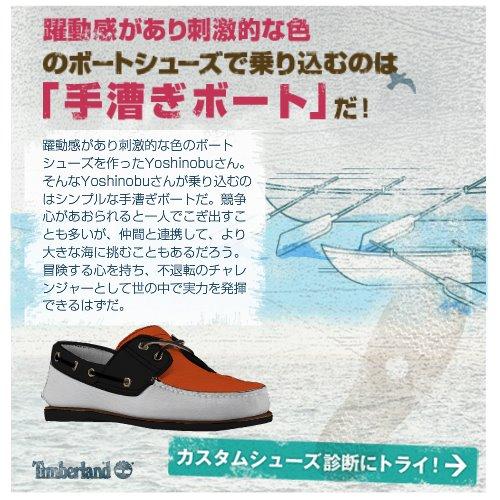 躍動感があり刺激的な色
のボートシューズで乗り込むのは
「手漕ぎボート」だ！
躍動感があり刺激的な色のボート
シューズを作ったYoshinobuさん。
そんなYoshinobuさんが乗り込むの
はシンプルな手漕ぎボートだ。競争
心があおられると一人でこぎ出すこ
とも多いが、仲間と連携して、より
大きな海に挑むこともあるだろう。
冒険する心を持ち、不退転のチャレ
ンジャーとして世の中で実力を発揮
できるはずだ。
Timberland
カスタムシューズ診断にトライ！